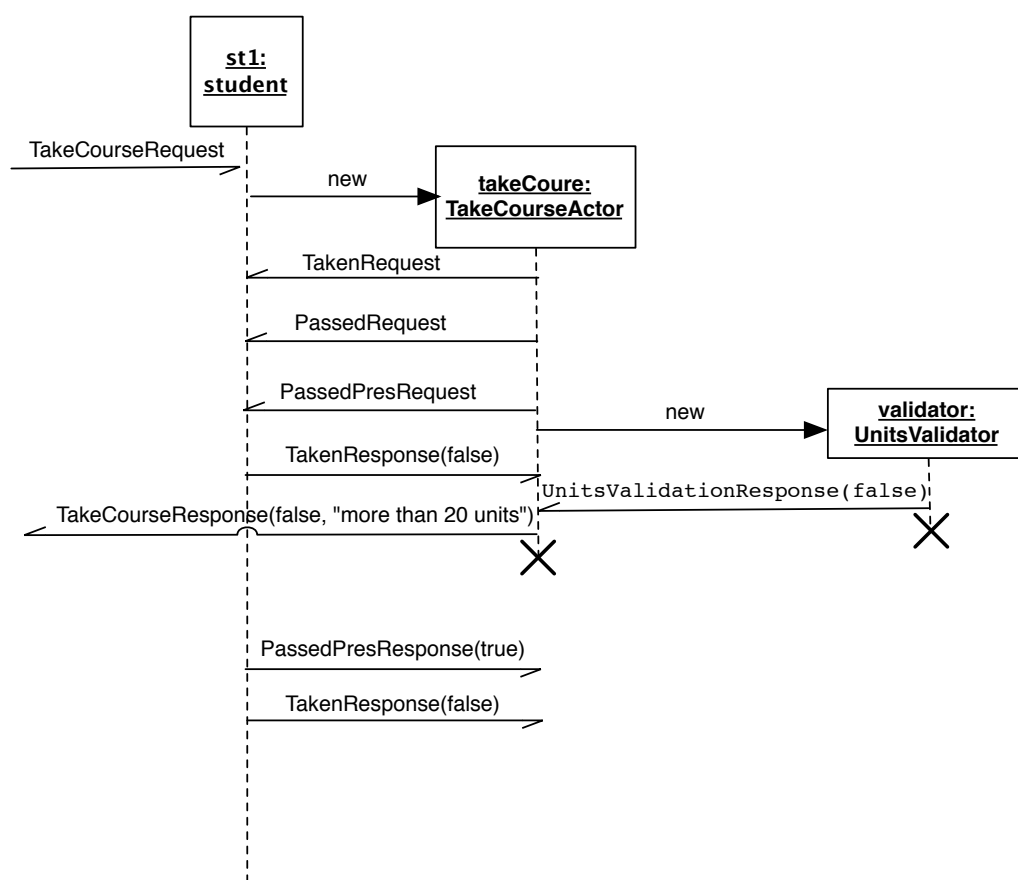 st1:
student
TakeCourseRequest
new
takeCoure:
TakeCourseActor
TakenRequest
PassedRequest
PassedPresRequest
new
validator:
UnitsValidator
TakenResponse(false)
UnitsValidationResponse(false)
TakeCourseResponse(false, "more than 20 units")
PassedPresResponse(true)
TakenResponse(false)